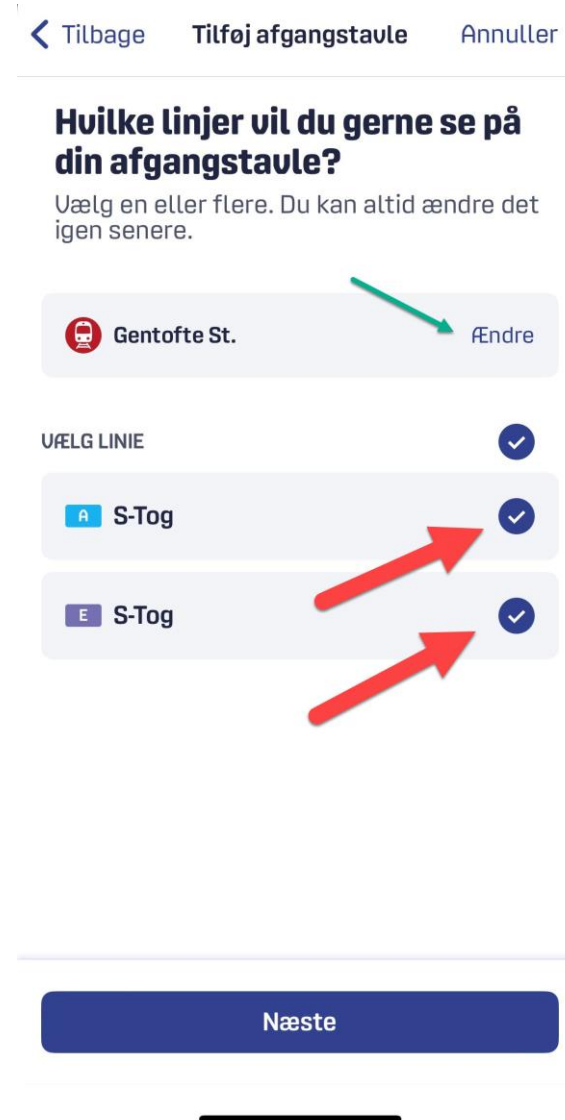 Tilbage Tilføj afgangstavle Annuller
Hvilke linjer vil du gerne se på
din afgangstavle?
Vælg en eller flere. Du kan altid ændre det
igen senere.
Gentofte St. Ændre
VÆLG LINIE
A S-Tog
E S-Tog
Næste